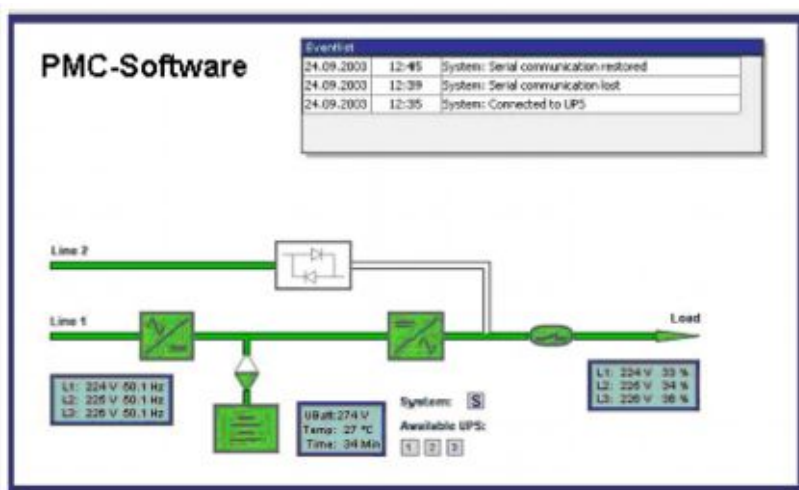 PMC-Software
Eventlist
24.09.2003 12:45 System: Serial communication restored
24.09.2003 12:39 System: Serial communication lost
24.09.2003 12:35 System: Connected to UPS
Line 2
Line 1
Load
L1: 224 V 50.1 Hz
L2: 225 V 50.1 Hz
L3: 226 V 50.1 Hz
UBatt:274 V
Temp: 27 °C
Time: 34 Min
System: S
Available UPS:
1 2 3
L1: 224 V 33 %
L2: 225 V 34 %
L3: 226 V 36 %